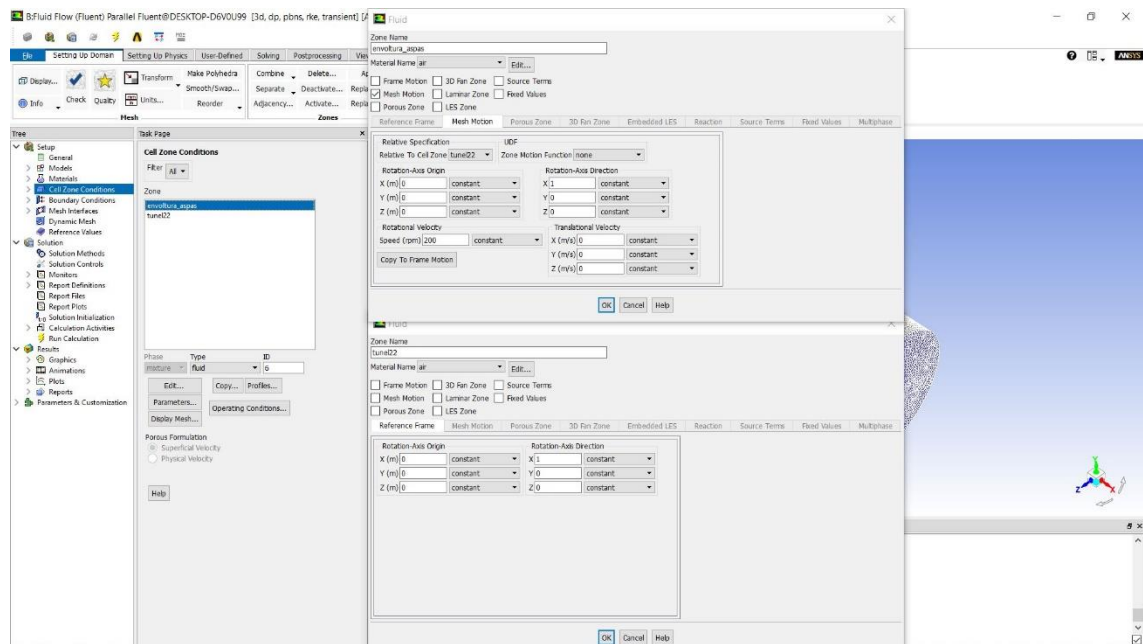 B:Fluid Flow (Fluent) Parallel Fluent@DESKTOP-D6V0U99 [3d, dp, pbns, rke, transient]
File Setting Up Domain Setting Up Physics User-Defined Solving Postprocessing
ANSYS
Display... Check Quality Transform Make Polyhedra Combine Delete...
Smooth/Swap... Separate Deactivate...
Info Units... Reorder Adjacency... Activate...
Mesh Zones
Tree
Setup
General
Models
Materials
Cell Zone Conditions
Boundary Conditions
Mesh Interfaces
Dynamic Mesh
Reference Values
Solution
Solution Methods
Solution Controls
Monitors
Report Definitions
Report Files
Report Plots
Solution Initialization
Calculation Activities
Run Calculation
Results
Graphics
Animations
Plots
Reports
Parameters & Customization
Task Page
Cell Zone Conditions
Filter All
Zone
envoltura_aspas
tunel22
Phase Type ID
mixture fluid 6
Edit... Copy... Profiles...
Parameters... Operating Conditions...
Display Mesh...
Porous Formulation
Superficial Velocity
Physical Velocity
Help
Fluid
Zone Name
envoltura_aspas
Material Name air Edit...
Frame Motion 3D Fan Zone Source Terms
Mesh Motion Laminar Zone Fixed Values
Porous Zone LES Zone
Reference Frame Mesh Motion Porous Zone 3D Fan Zone Embedded LES Reaction Source Terms Fixed Values Multiphase
Relative Specification UDF
Relative To Cell Zone tunel22 Zone Motion Function none
Rotation-Axis Origin Rotation-Axis Direction
X (m) 0 constant X 1 constant
Y (m) 0 constant Y 0 constant
Z (m) 0 constant Z 0 constant
Rotational Velocity Translational Velocity
Speed (rpm) 200 constant X (m/s) 0 constant
Copy To Frame Motion Y (m/s) 0 constant
Z (m/s) 0 constant
OK Cancel Help
Zone Name
tunel22
Material Name air Edit...
Frame Motion 3D Fan Zone Source Terms
Mesh Motion Laminar Zone Fixed Values
Porous Zone LES Zone
Reference Frame Mesh Motion Porous Zone 3D Fan Zone Embedded LES Reaction Source Terms Fixed Values Multiphase
Rotation-Axis Origin Rotation-Axis Direction
X (m) 0 constant X 1 constant
Y (m) 0 constant Y 0 constant
Z (m) 0 constant Z 0 constant
OK Cancel Help
Y
Z X